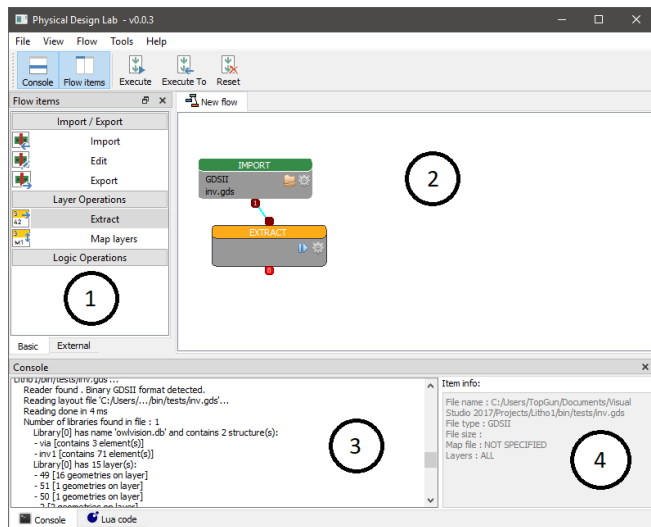 Physical Design Lab - v0.0.3
File View Flow Tools Help
Console Flow items Execute Execute To Reset
Flow items
New flow
Import / Export
Import
Edit
Export
Layer Operations
Extract
Map layers
Logic Operations
1
Basic External
IMPORT
GDSII
inv.gds
1
EXTRACT
0
2
Console
Litho1/bin/tests/inv.gds ...
Reader found . Binary GDSII format detected.
Reading layout file 'C:/Users/.../bin/tests/inv.gds'...
Reading done in 4 ms
Number of libraries found in file : 1
Library[0] has name 'owlvision.db' and contains 2 structure(s):
- via [contains 3 element(s)]
- inv1 [contains 71 element(s)]
Library[0] has 15 layer(s):
- 49 [16 geometries on layer]
- 51 [1 geometries on layer]
- 50 [1 geometries on layer]
3
Console Lua code
Item info:
File name : C:/Users/TopGun/Documents/Visual
Studio 2017/Projects/Litho1/bin/tests/inv.gds
File type : GDSII
File size :
Map file : NOT SPECIFIED
Layers : ALL
4